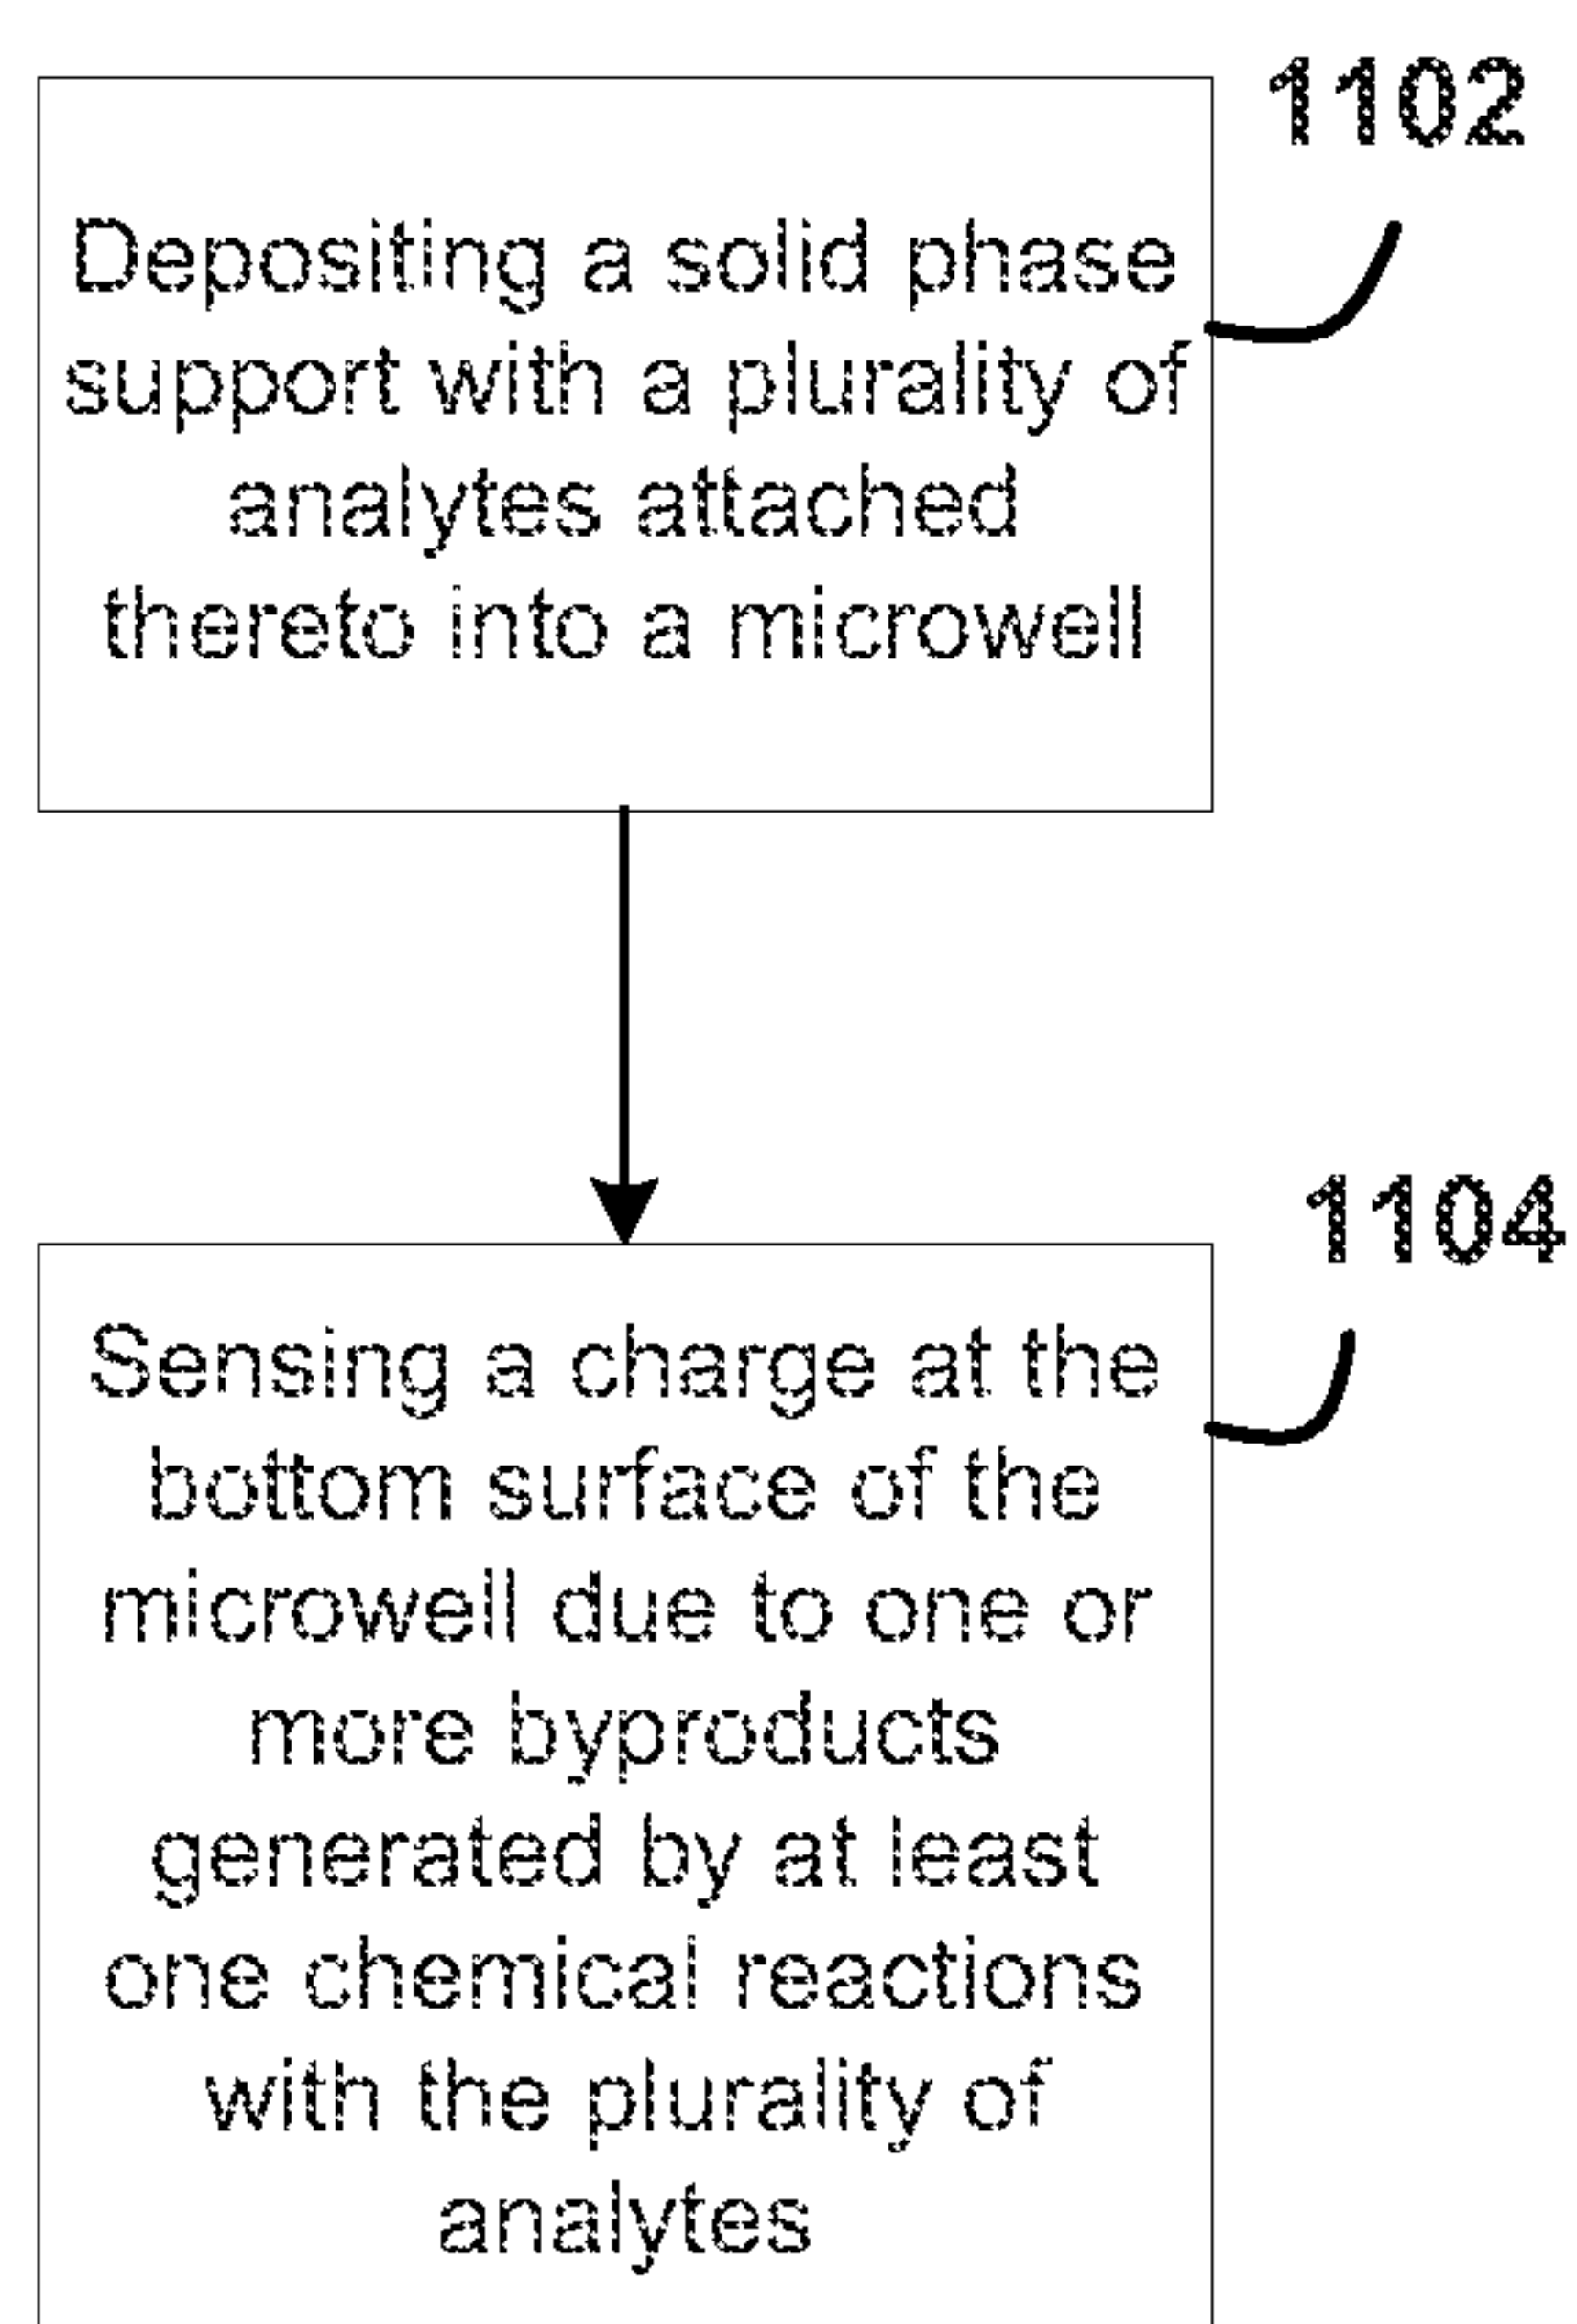 1102
Depositing a solid phase
support with a plurality of
analytes attached
thereto into a microwell
1104
Sensing a charge at the
bottom surface of the
microwell due to one or
more byproducts
generated by at least
one chemical reactions
with the plurality of
analytes